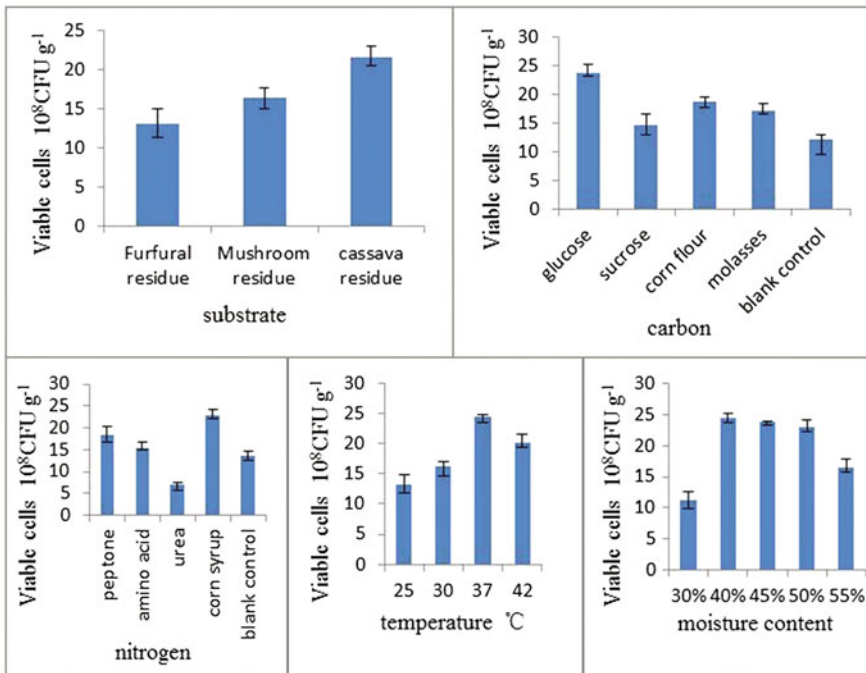 Viable cells 10⁸CFU g⁻¹
25
20
15
10
5
0
Furfural residue
Mushroom residue
cassava residue
substrate
Viable cells 10⁸CFU g⁻¹
30
25
20
15
10
5
0
glucose
sucrose
corn flour
molasses
blank control
carbon
Viable cells 10⁸CFU g⁻¹
30
25
20
15
10
5
0
peptone
amino acid
urea
corn syrup
blank control
nitrogen
Viable cells 10⁸CFU g⁻¹
30
25
20
15
10
5
0
25 30 37 42
temperature ℃
Viable cells 10⁸CFU g⁻¹
30
25
20
15
10
5
0
30% 40% 45% 50% 55%
moisture content